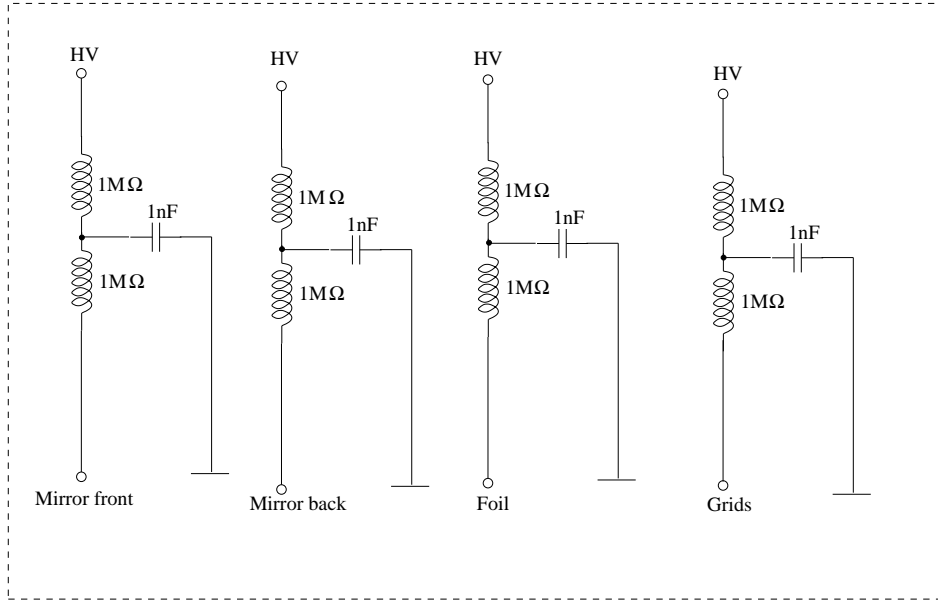 HV
HV
HV
HV
1MΩ
1MΩ
1MΩ
1MΩ
1nF
1nF
1nF
1nF
1MΩ
1MΩ
1MΩ
1MΩ
Mirror front
Mirror back
Foil
Grids